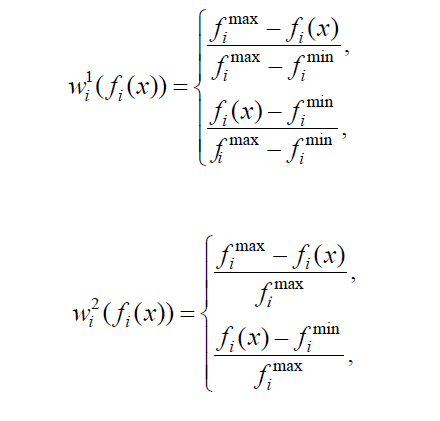 w_i^1(f_i(x)) = { (f_i^max − f_i(x)) / (f_i^max − f_i^min),
(f_i(x) − f_i^min) / (f_i^max − f_i^min),
w_i^2(f_i(x)) = { (f_i^max − f_i(x)) / f_i^max,
(f_i(x) − f_i^min) / f_i^max,